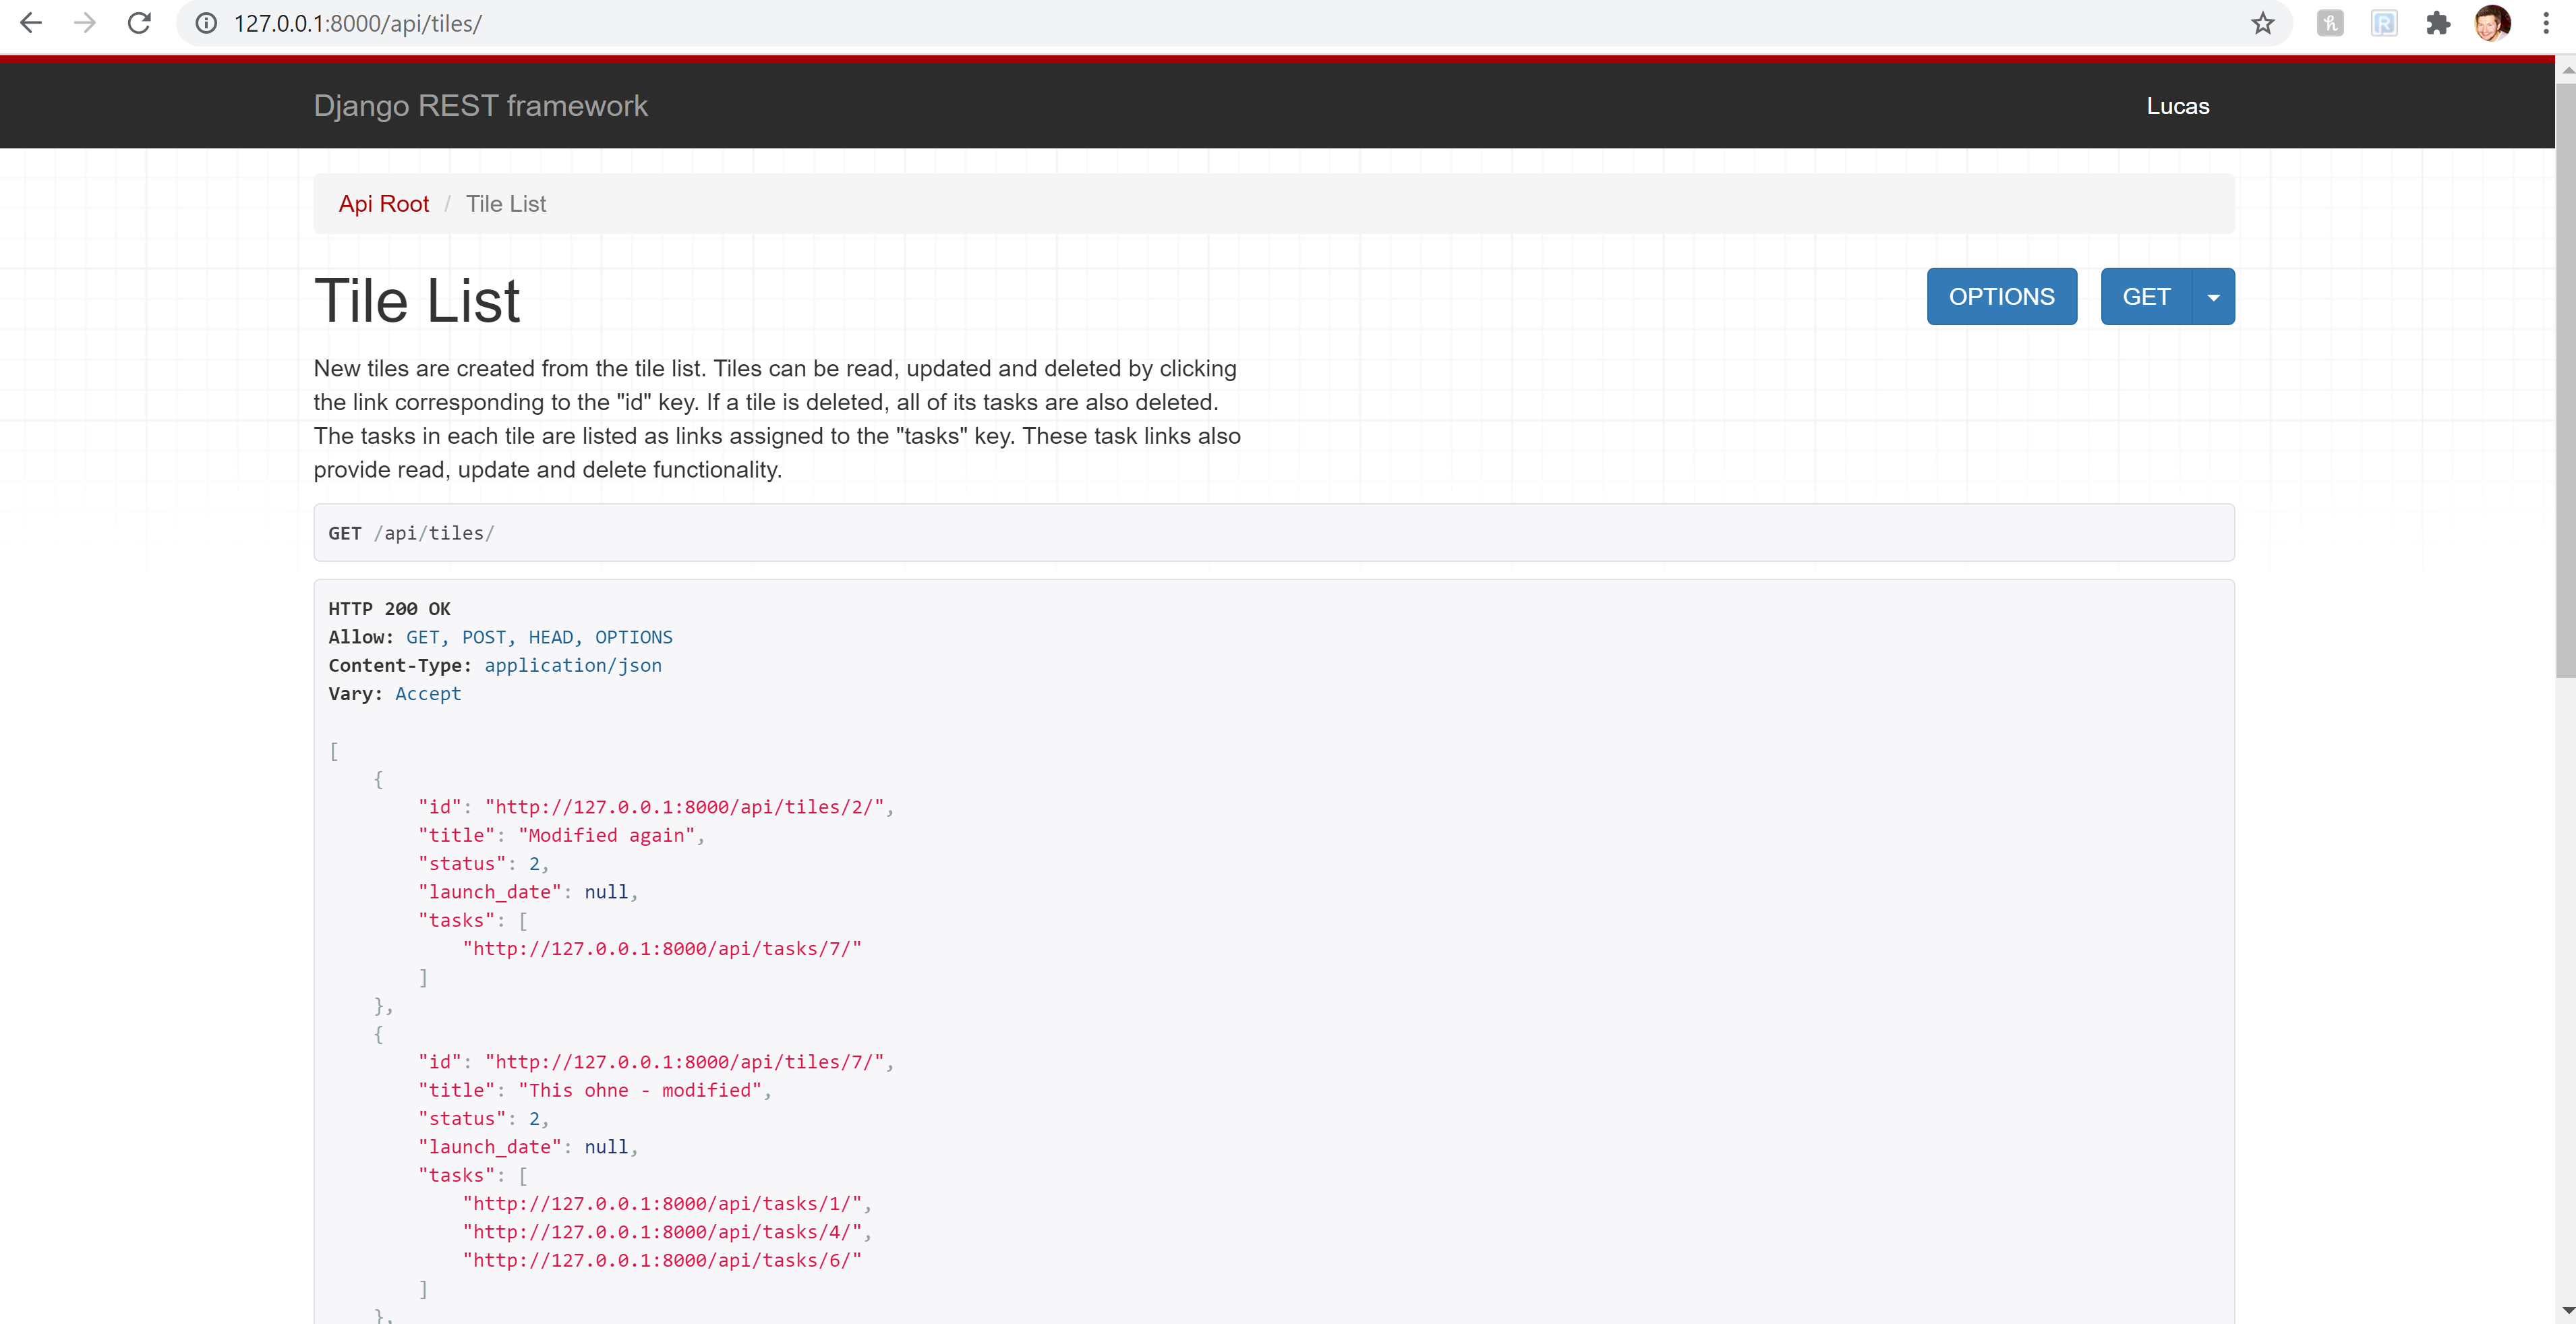 127.0.0.1:8000/api/tiles/
Django REST framework
Lucas
Api Root / Tile List
Tile List
OPTIONS
GET
New tiles are created from the tile list. Tiles can be read, updated and deleted by clicking
the link corresponding to the "id" key. If a tile is deleted, all of its tasks are also deleted.
The tasks in each tile are listed as links assigned to the "tasks" key. These task links also
provide read, update and delete functionality.
GET /api/tiles/
HTTP 200 OK
Allow: GET, POST, HEAD, OPTIONS
Content-Type: application/json
Vary: Accept
[
    {
        "id": "http://127.0.0.1:8000/api/tiles/2/",
        "title": "Modified again",
        "status": 2,
        "launch_date": null,
        "tasks": [
            "http://127.0.0.1:8000/api/tasks/7/"
        ]
    },
    {
        "id": "http://127.0.0.1:8000/api/tiles/7/",
        "title": "This ohne - modified",
        "status": 2,
        "launch_date": null,
        "tasks": [
            "http://127.0.0.1:8000/api/tasks/1/",
            "http://127.0.0.1:8000/api/tasks/4/",
            "http://127.0.0.1:8000/api/tasks/6/"
        ]
    },